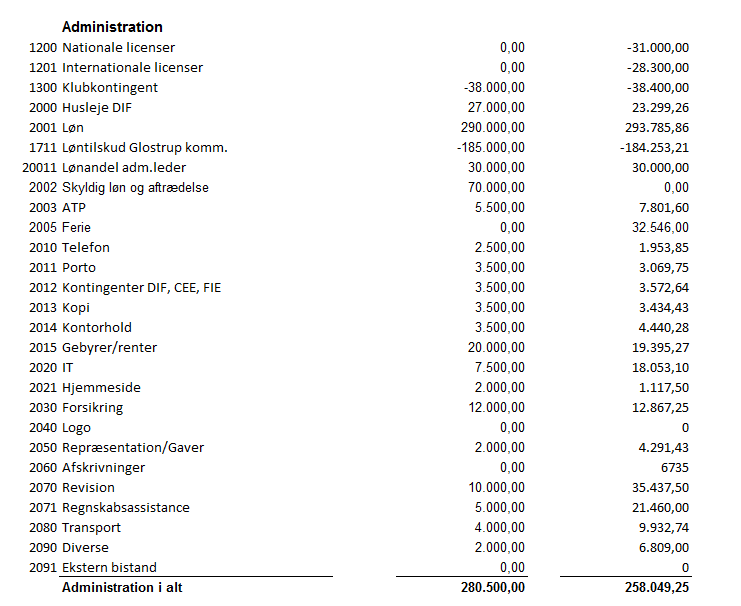 Administration
1200 Nationale licenser 0,00 -31.000,00
1201 Internationale licenser 0,00 -28.300,00
1300 Klubkontingent -38.000,00 -38.400,00
2000 Husleje DIF 27.000,00 23.299,26
2001 Løn 290.000,00 293.785,86
1711 Løntilskud Glostrup komm. -185.000,00 -184.253,21
20011 Lønandel adm.leder 30.000,00 30.000,00
2002 Skyldig løn og aftrædelse 70.000,00 0,00
2003 ATP 5.500,00 7.801,60
2005 Ferie 0,00 32.546,00
2010 Telefon 2.500,00 1.953,85
2011 Porto 3.500,00 3.069,75
2012 Kontingenter DIF, CEE, FIE 3.500,00 3.572,64
2013 Kopi 3.500,00 3.434,43
2014 Kontorhold 3.500,00 4.440,28
2015 Gebyrer/renter 20.000,00 19.395,27
2020 IT 7.500,00 18.053,10
2021 Hjemmeside 2.000,00 1.117,50
2030 Forsikring 12.000,00 12.867,25
2040 Logo 0,00 0
2050 Repræsentation/Gaver 2.000,00 4.291,43
2060 Afskrivninger 0,00 6735
2070 Revision 10.000,00 35.437,50
2071 Regnskabsassistance 5.000,00 21.460,00
2080 Transport 4.000,00 9.932,74
2090 Diverse 2.000,00 6.809,00
2091 Ekstern bistand 0,00 0
Administration i alt 280.500,00 258.049,25